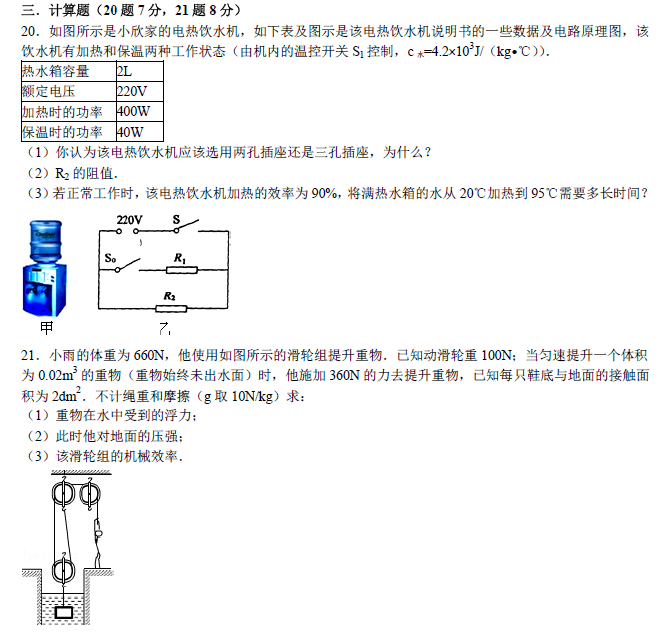 三．计算题（20 题 7 分，21 题 8 分）
20．如图所示是小欣家的电热饮水机，如下表及图示是该电热饮水机说明书的一些数据及电路原理图，该
饮水机有加热和保温两种工作状态（由机内的温控开关 S₁ 控制，c 水=4.2×10³J/（kg•℃））．
热水箱容量 2L
额定电压 220V
加热时的功率 400W
保温时的功率 40W
（1）你认为该电热饮水机应该选用两孔插座还是三孔插座，为什么？
（2）R₂ 的阻值．
（3）若正常工作时，该电热饮水机加热的效率为 90%，将满热水箱的水从 20℃加热到 95℃需要多长时间？
220V S
S₀ R₁
R₂
甲 乙
21．小雨的体重为 660N，他使用如图所示的滑轮组提升重物．已知动滑轮重 100N；当匀速提升一个体积
为 0.02m³ 的重物（重物始终未出水面）时，他施加 360N 的力去提升重物，已知每只鞋底与地面的接触面
积为 2dm²．不计绳重和摩擦（g 取 10N/kg）求：
（1）重物在水中受到的浮力；
（2）此时他对地面的压强；
（3）该滑轮组的机械效率．